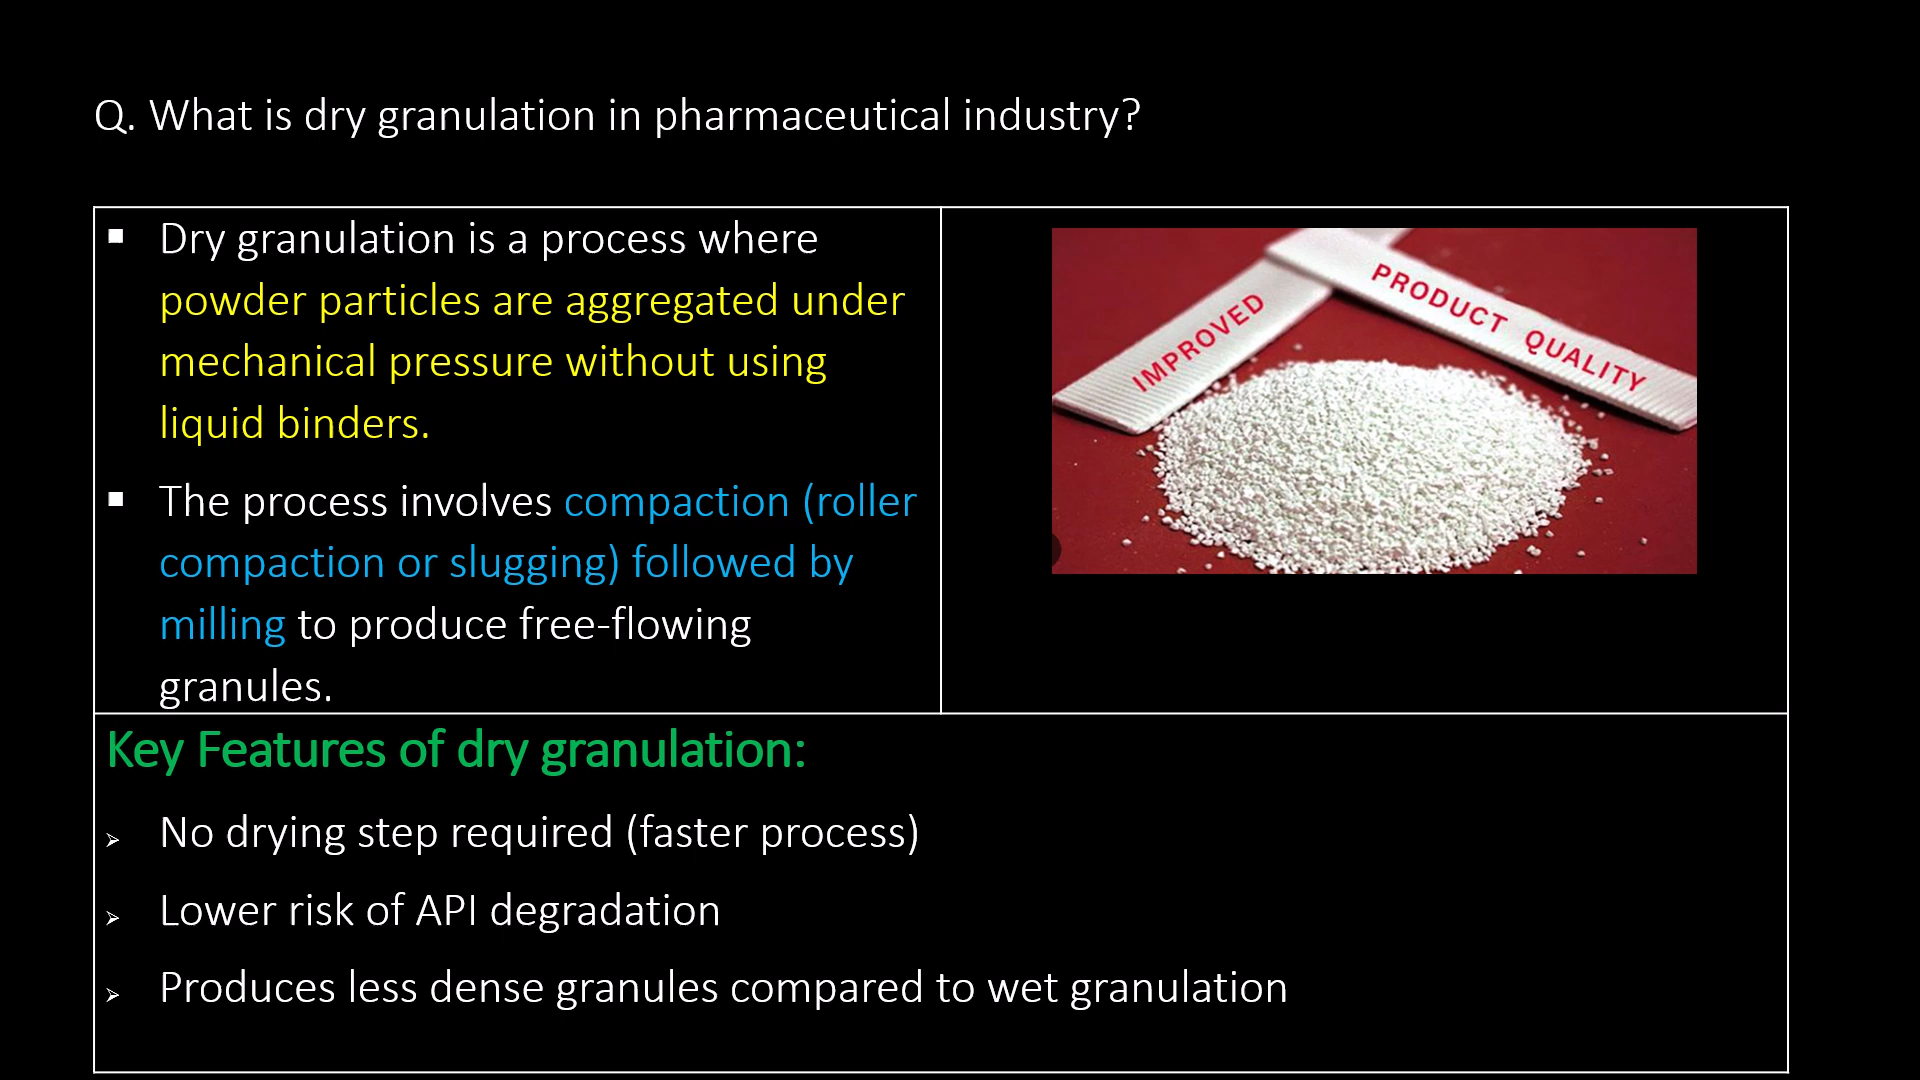 Q. What is dry granulation in pharmaceutical industry?
▪ Dry granulation is a process where
powder particles are aggregated under
mechanical pressure without using
liquid binders.
▪ The process involves compaction (roller
compaction or slugging) followed by
milling to produce free-flowing
granules.
IMPROVED
PRODUCT QUALITY
Key Features of dry granulation:
➢ No drying step required (faster process)
➢ Lower risk of API degradation
➢ Produces less dense granules compared to wet granulation